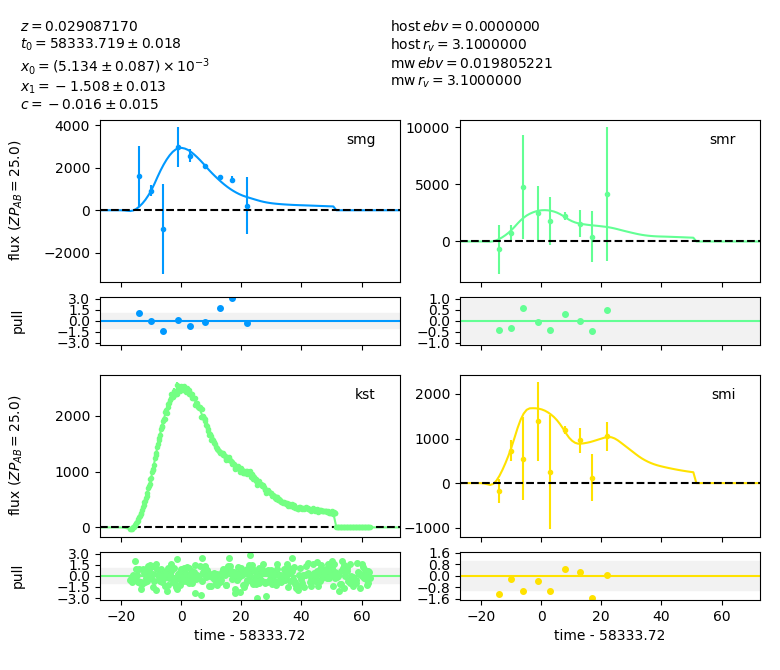 z = 0.029087170
t₀ = 58333.719 ± 0.018
x₀ = (5.134 ± 0.087) × 10⁻³
x₁ = −1.508 ± 0.013
c = −0.016 ± 0.015
host ebv = 0.0000000
host r_v = 3.1000000
mw ebv = 0.019805221
mw r_v = 3.1000000
flux (ZP_AB = 25.0)
4000
2000
0
−2000
smg
10000
5000
0
smr
pull
3.0
1.5
0.0
−1.5
−3.0
1.0
0.5
0.0
−0.5
−1.0
flux (ZP_AB = 25.0)
2000
1000
0
kst
2000
1000
0
−1000
smi
pull
3.0
1.5
0.0
−1.5
−3.0
1.6
0.8
0.0
−0.8
−1.6
−20 0 20 40 60
−20 0 20 40 60
time - 58333.72
time - 58333.72